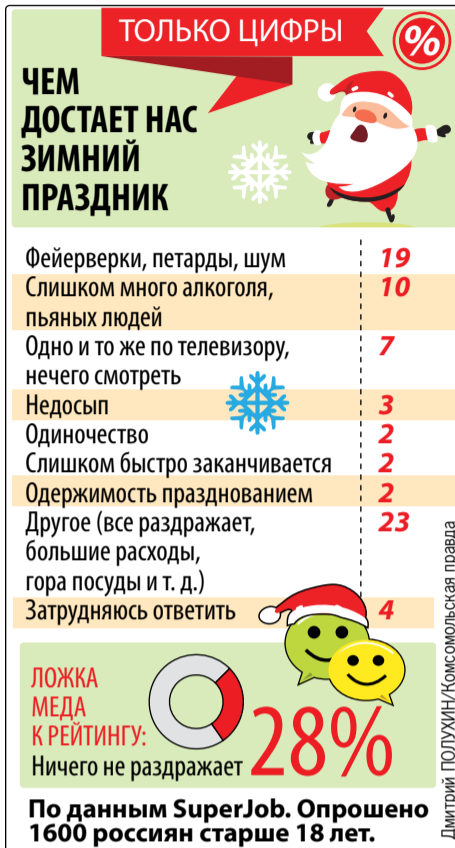 ТОЛЬКО ЦИФРЫ
%
ЧЕМ
ДОСТАЕТ НАС
ЗИМНИЙ
ПРАЗДНИК
Фейерверки, петарды, шум 19
Слишком много алкоголя, 10
пьяных людей
Одно и то же по телевизору, 7
нечего смотреть
Недосып 3
Одиночество 2
Слишком быстро заканчивается 2
Одержимость празднованием 2
Другое (все раздражает, 23
большие расходы,
гора посуды и т. д.)
Затрудняюсь ответить 4
ЛОЖКА
МЕДА
К РЕЙТИНГУ:
Ничего не раздражает 28%
По данным SuperJob. Опрошено
1600 россиян старше 18 лет.
Дмитрий ПОЛУХИН/Комсомольская правда